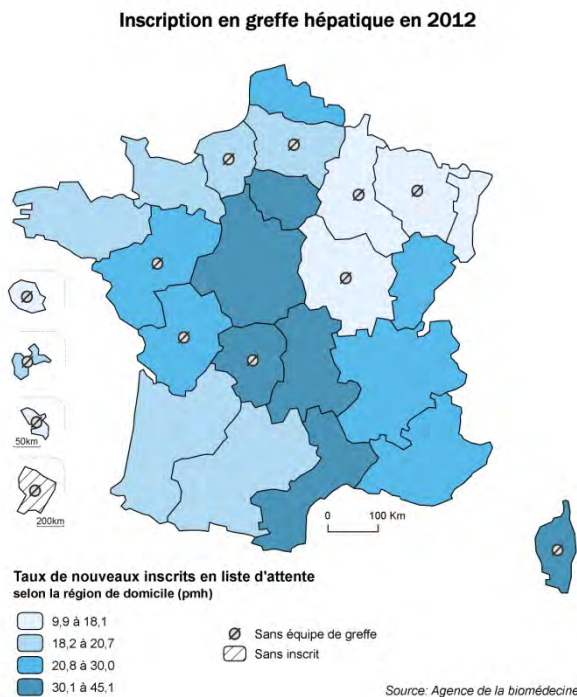 Inscription en greffe hépatique en 2012
50km
200km
0 100 Km
Taux de nouveaux inscrits en liste d'attente
selon la région de domicile (pmh)
9,9 à 18,1
18,2 à 20,7
20,8 à 30,0
30,1 à 45,1
Sans équipe de greffe
Sans inscrit
Source: Agence de la biomédecine